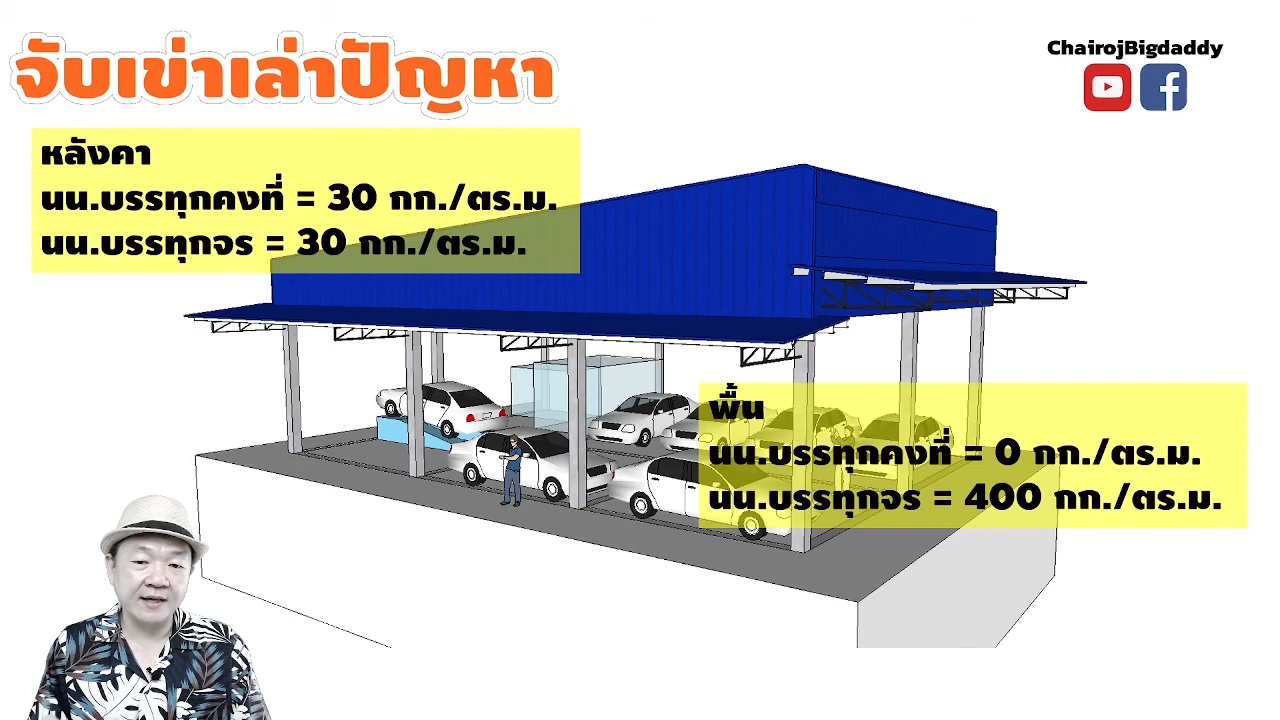 จับเข่าเล่าปัญหา
ChairojBigdaddy
หลังคา
นน.บรรทุกคงที่ = 30 กก./ตร.ม.
นน.บรรทุกจร = 30 กก./ตร.ม.
พื้น
นน.บรรทุกคงที่ = 0 กก./ตร.ม.
นน.บรรทุกจร = 400 กก./ตร.ม.